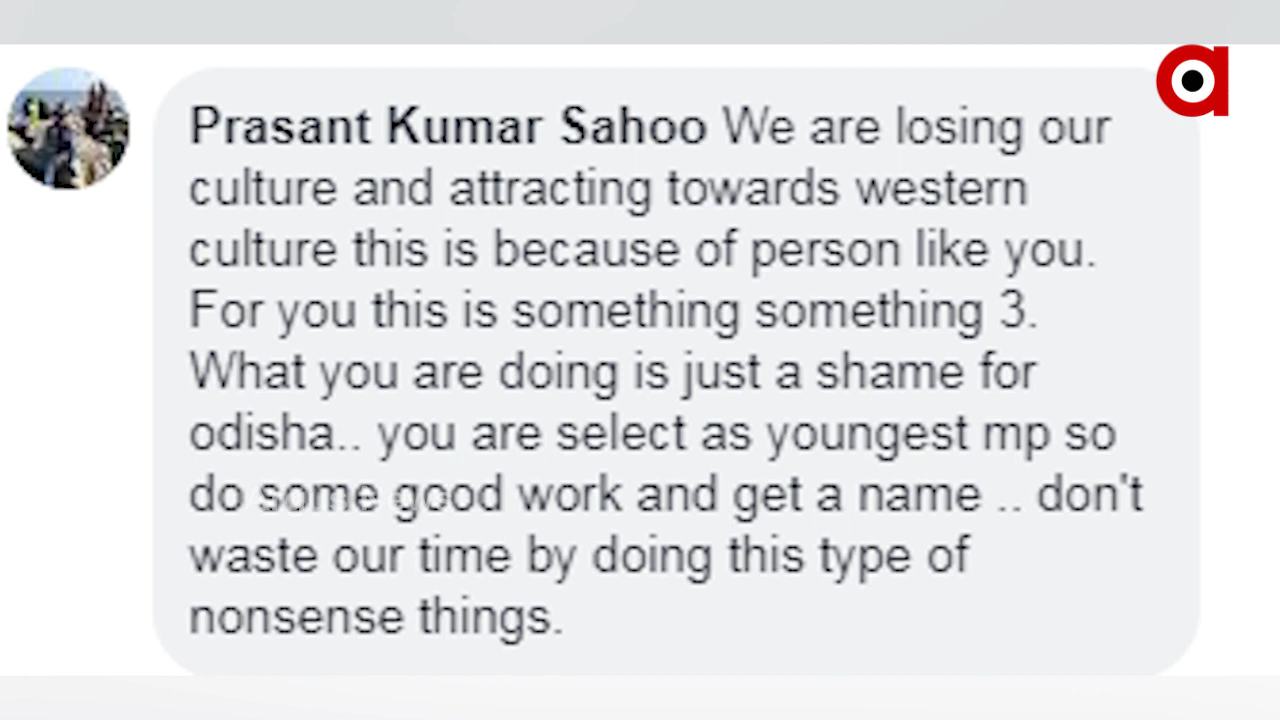 Prasant Kumar Sahoo We are losing our
culture and attracting towards western
culture this is because of person like you.
For you this is something something 3.
What you are doing is just a shame for
odisha.. you are select as youngest mp so
do some good work and get a name .. don't
waste our time by doing this type of
nonsense things.